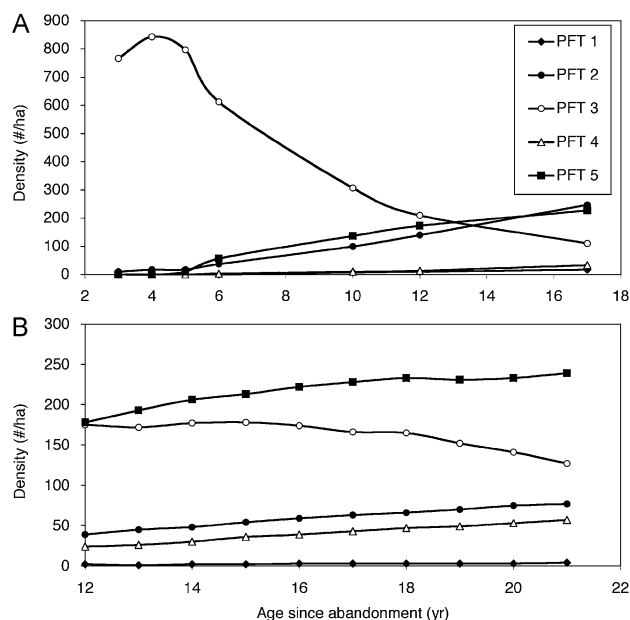 A
900
800
700
600
500
400
300
200
100
0
Density (#/ha)
PFT 1
PFT 2
PFT 3
PFT 4
PFT 5
2 4 6 8 10 12 14 16 18
B
300
250
200
150
100
50
0
Density (#/ha)
12 14 16 18 20 22
Age since abandonment (yr)